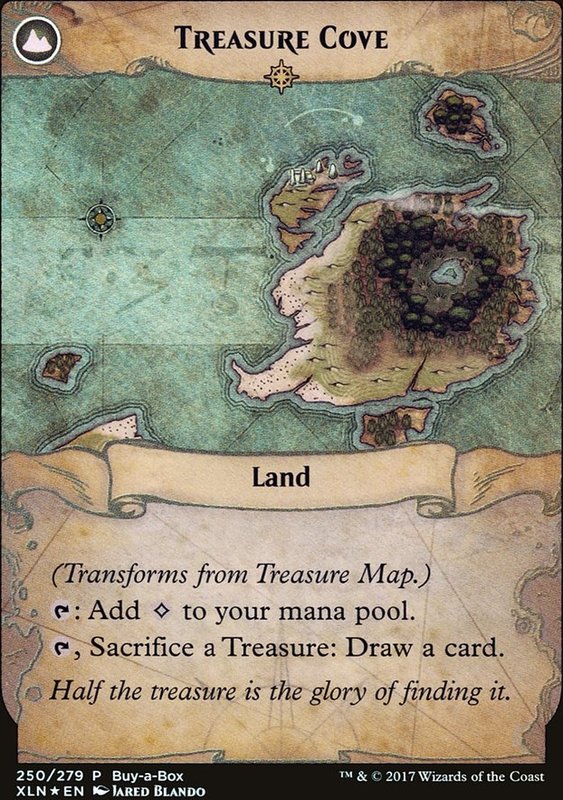 Treasure Cove
Land
(Transforms from Treasure Map.)
: Add to your mana pool.
, Sacrifice a Treasure: Draw a card.
Half the treasure is the glory of finding it.
250/279 P Buy-a-Box
XLN★EN Jared Blando
™ & © 2017 Wizards of the Coast